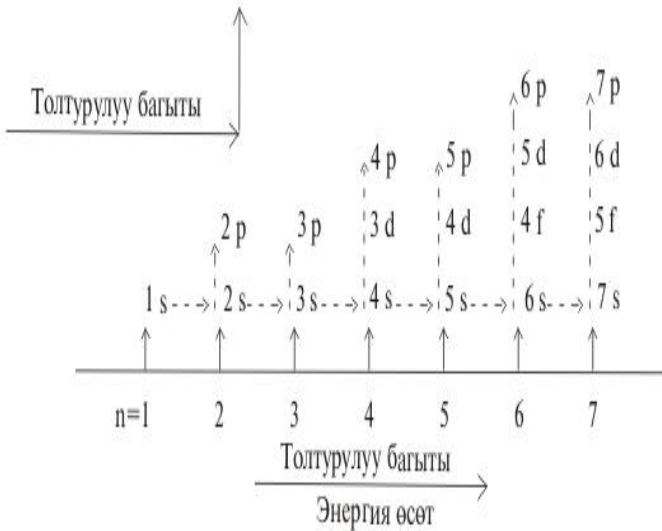 Толтурулуу багыты
6 p 7 p
4 p 5 p 5 d 6 d
2 p 3 p 3 d 4 d 4 f 5 f
1 s 2 s 3 s 4 s 5 s 6 s 7 s
n=1 2 3 4 5 6 7
Толтурулуу багыты
Энергия өсөт